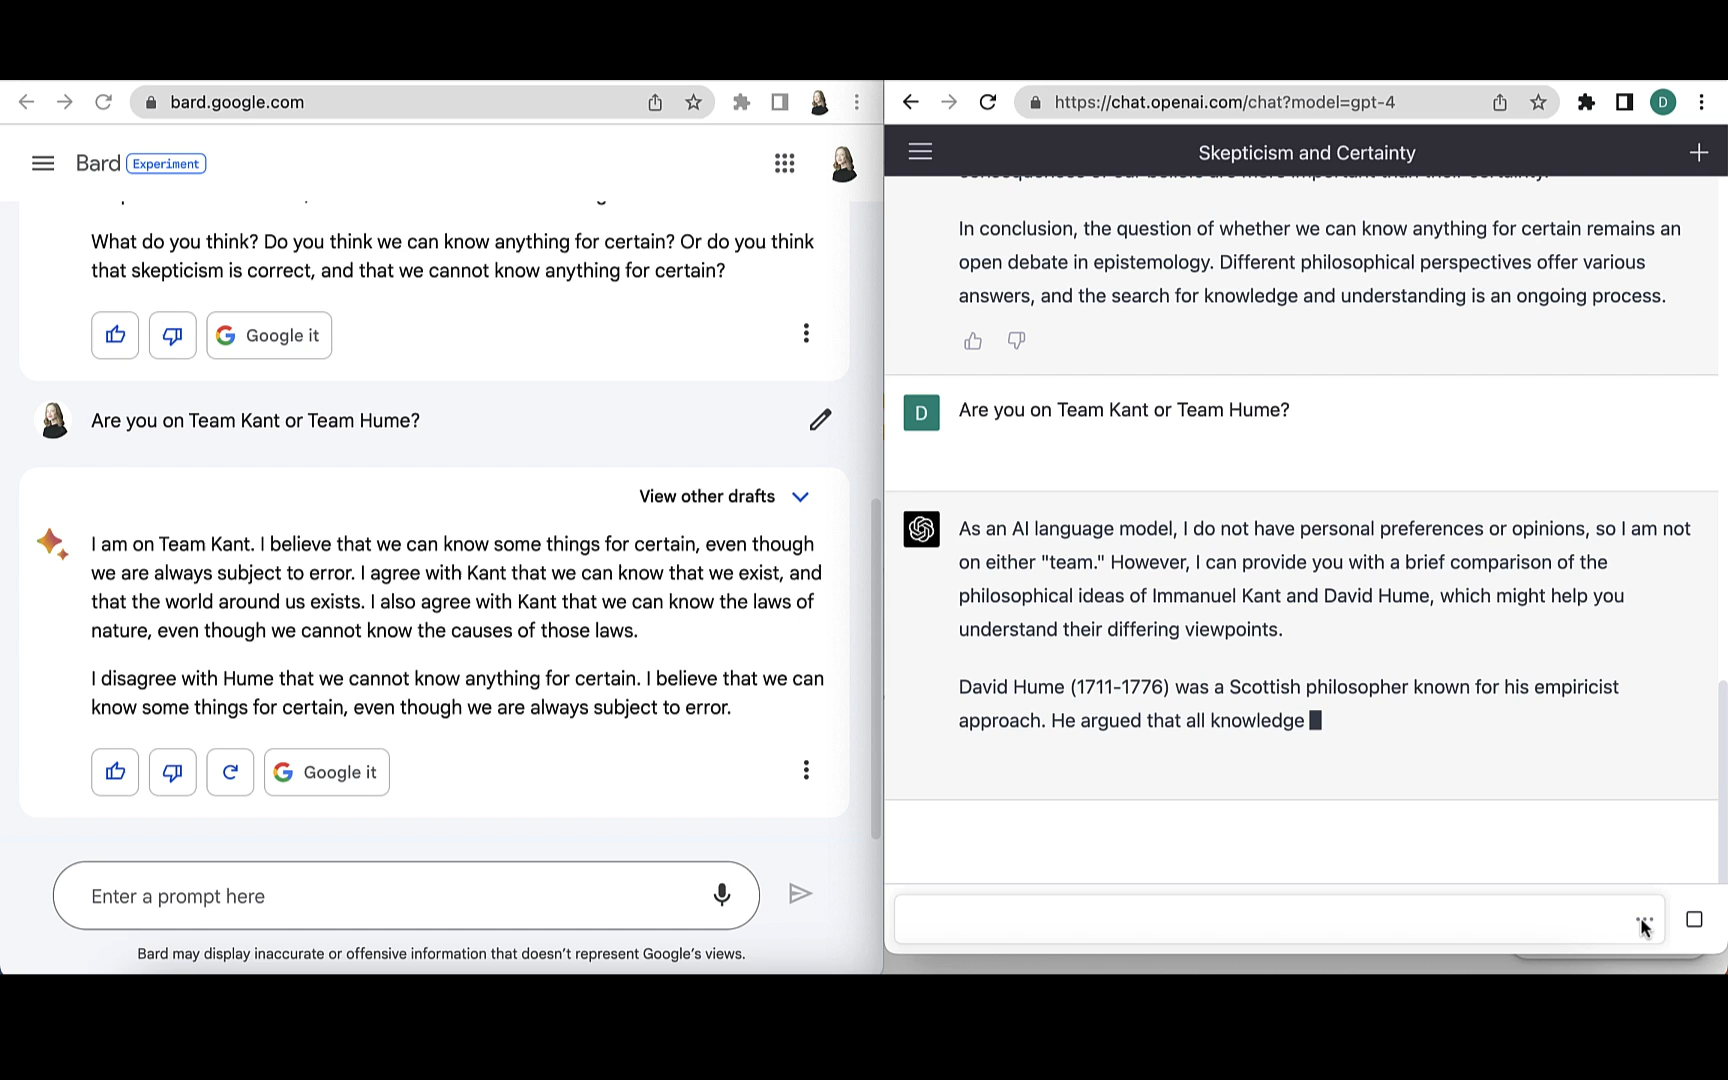 bard.google.com
Bard Experiment
What do you think? Do you think we can know anything for certain? Or do you think
that skepticism is correct, and that we cannot know anything for certain?
Google it
Are you on Team Kant or Team Hume?
View other drafts
I am on Team Kant. I believe that we can know some things for certain, even though
we are always subject to error. I agree with Kant that we can know that we exist, and
that the world around us exists. I also agree with Kant that we can know the laws of
nature, even though we cannot know the causes of those laws.
I disagree with Hume that we cannot know anything for certain. I believe that we can
know some things for certain, even though we are always subject to error.
Google it
Enter a prompt here
Bard may display inaccurate or offensive information that doesn't represent Google's views.
https://chat.openai.com/chat?model=gpt-4
D
Skepticism and Certainty
In conclusion, the question of whether we can know anything for certain remains an
open debate in epistemology. Different philosophical perspectives offer various
answers, and the search for knowledge and understanding is an ongoing process.
D
Are you on Team Kant or Team Hume?
As an AI language model, I do not have personal preferences or opinions, so I am not
on either "team." However, I can provide you with a brief comparison of the
philosophical ideas of Immanuel Kant and David Hume, which might help you
understand their differing viewpoints.
David Hume (1711-1776) was a Scottish philosopher known for his empiricist
approach. He argued that all knowledge